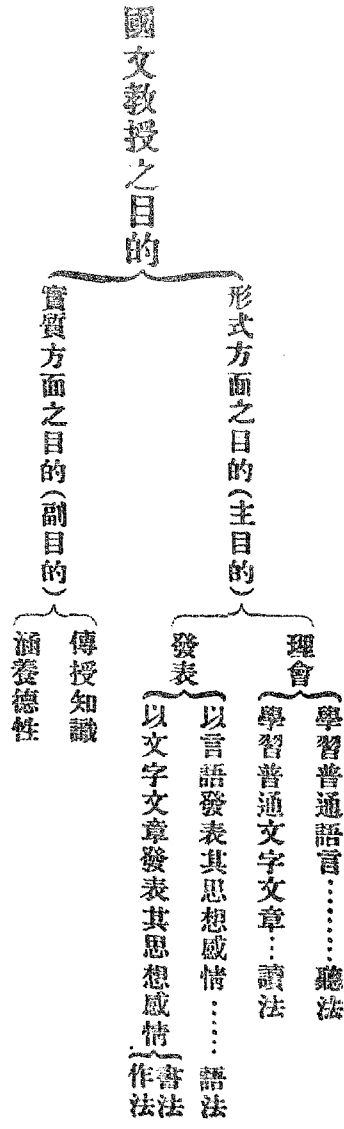 國文教授之目的
形式方面之目的(主目的)
理會
學習普通語言………聽法
學習普通文字文章…讀法
發表
以言語發表其思想感情……語法
以文字文章發表其思想感情
書法
作法
實質方面之目的(副目的)
傳授知識
涵養德性